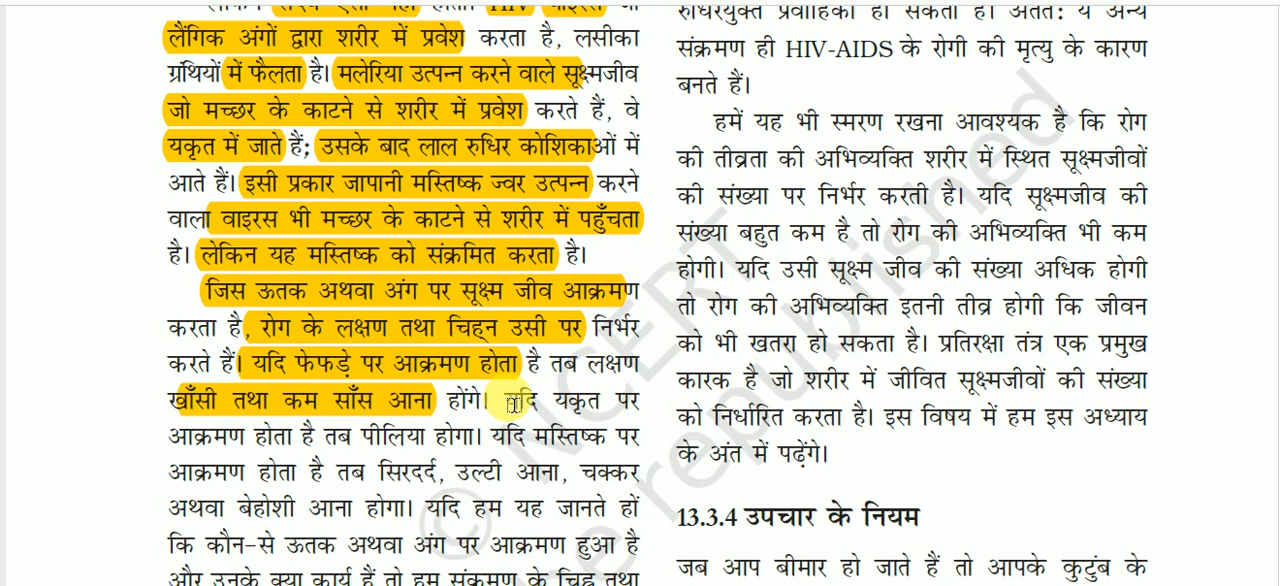 लैंगिक अंगों द्वारा शरीर में प्रवेश करता है, लसीका
ग्रंथियों में फैलता है। मलेरिया उत्पन्न करने वाले सूक्ष्मजीव
जो मच्छर के काटने से शरीर में प्रवेश करते हैं, वे
यकृत में जाते हैं; उसके बाद लाल रुधिर कोशिकाओं में
आते हैं। इसी प्रकार जापानी मस्तिष्क ज्वर उत्पन्न करने
वाला वाइरस भी मच्छर के काटने से शरीर में पहुँचता
है। लेकिन यह मस्तिष्क को संक्रमित करता है।
जिस ऊतक अथवा अंग पर सूक्ष्म जीव आक्रमण
करता है, रोग के लक्षण तथा चिह्न उसी पर निर्भर
करते हैं। यदि फेफड़े पर आक्रमण होता है तब लक्षण
खाँसी तथा कम साँस आना होंगे। यदि यकृत पर
आक्रमण होता है तब पीलिया होगा। यदि मस्तिष्क पर
आक्रमण होता है तब सिरदर्द, उल्टी आना, चक्कर
अथवा बेहोशी आना होगा। यदि हम यह जानते हों
कि कौन-से ऊतक अथवा अंग पर आक्रमण हुआ है
और उनके क्या कार्य हैं तो हम संक्रमण के चिह्न तथा
रुधिरयुक्त प्रवाहिका हो सकता है। अंततः ये अन्य
संक्रमण ही HIV-AIDS के रोगी की मृत्यु के कारण
बनते हैं।
हमें यह भी स्मरण रखना आवश्यक है कि रोग
की तीव्रता की अभिव्यक्ति शरीर में स्थित सूक्ष्मजीवों
की संख्या पर निर्भर करती है। यदि सूक्ष्मजीव की
संख्या बहुत कम है तो रोग की अभिव्यक्ति भी कम
होगी। यदि उसी सूक्ष्म जीव की संख्या अधिक होगी
तो रोग की अभिव्यक्ति इतनी तीव्र होगी कि जीवन
को भी खतरा हो सकता है। प्रतिरक्षा तंत्र एक प्रमुख
कारक है जो शरीर में जीवित सूक्ष्मजीवों की संख्या
को निर्धारित करता है। इस विषय में हम इस अध्याय
के अंत में पढ़ेंगे।
13.3.4 उपचार के नियम
जब आप बीमार हो जाते हैं तो आपके कुटुंब के
© NCERT
be republished